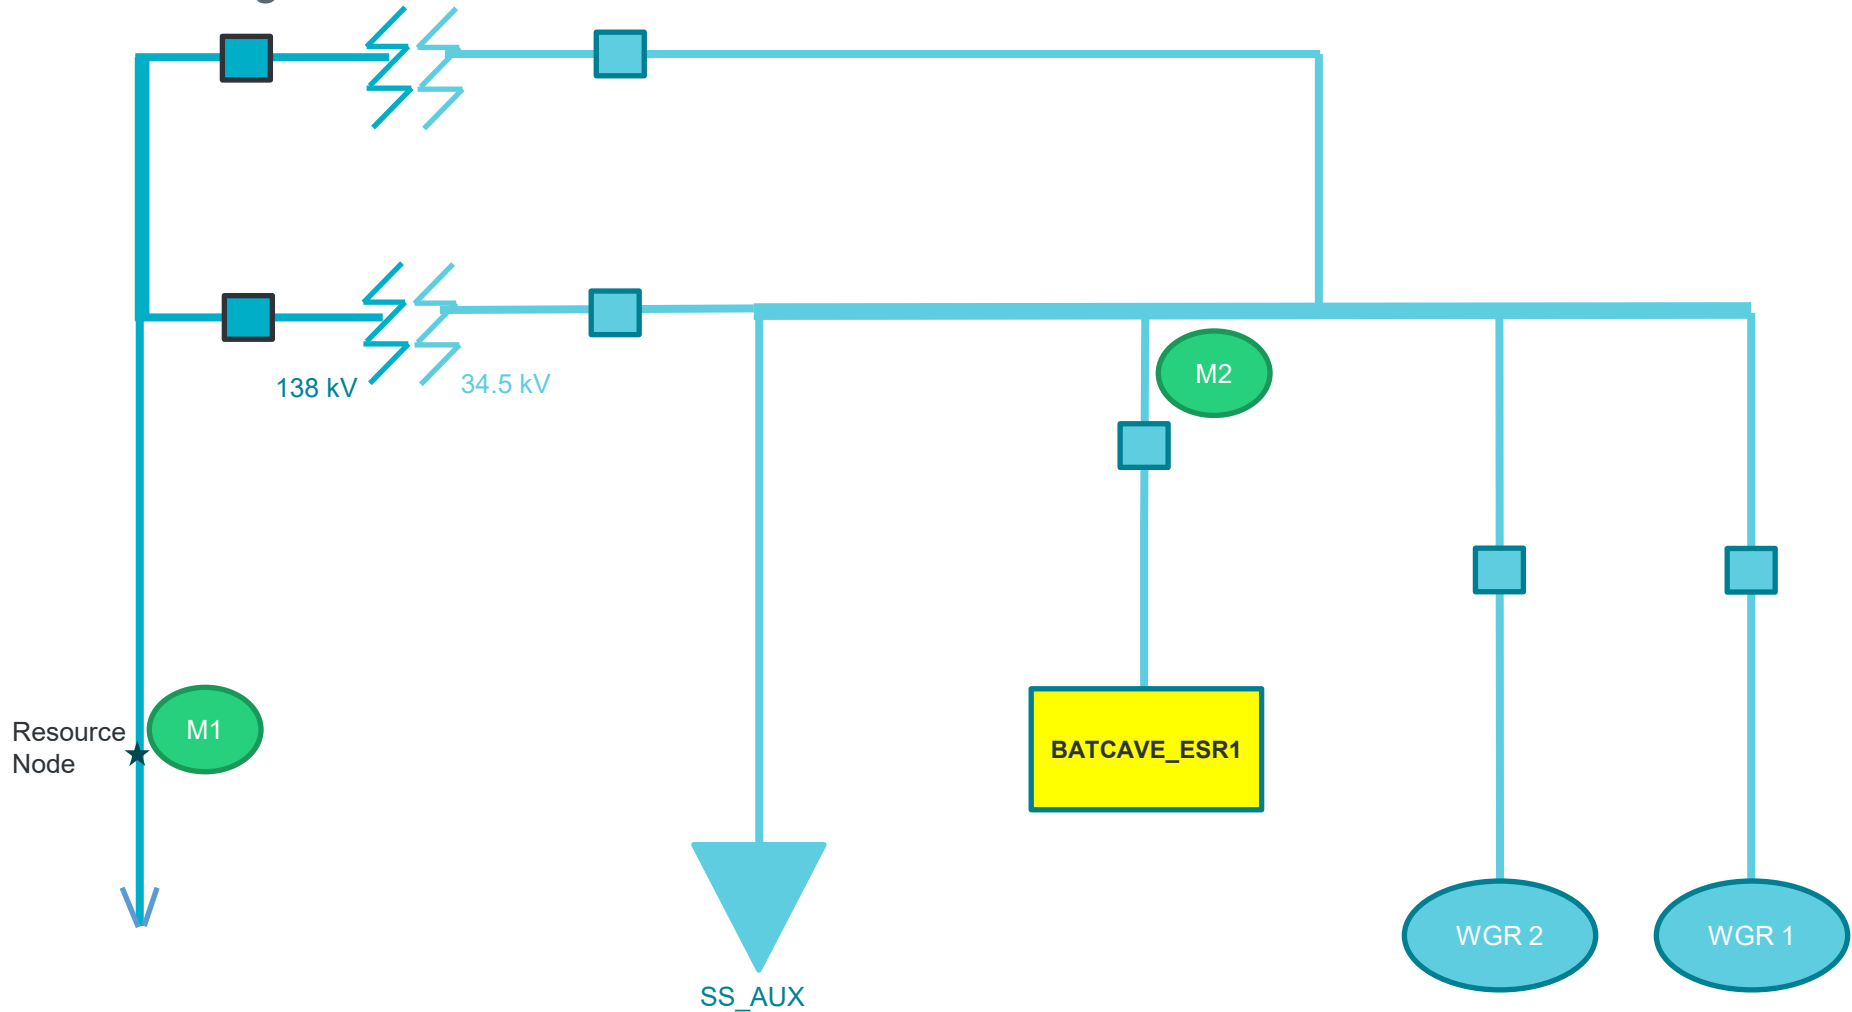 138 kV
34.5 kV
M2
Resource
Node
M1
BATCAVE_ESR1
WGR 2
WGR 1
SS_AUX